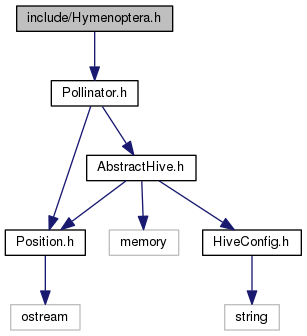 include/Hymenoptera.h
Pollinator.h
AbstractHive.h
Position.h
memory
HiveConfig.h
ostream
string